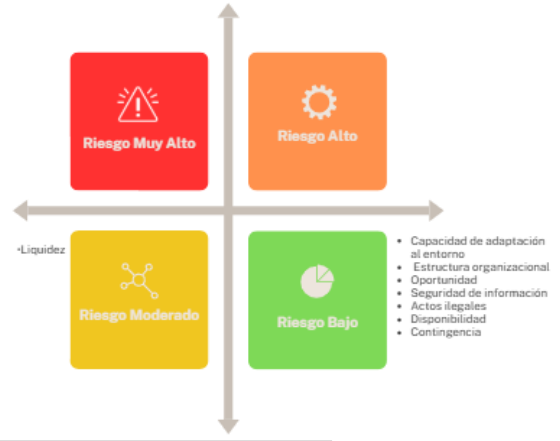 Riesgo Muy Alto
Riesgo Alto
•Liquidez
Riesgo Moderado
Riesgo Bajo
• Capacidad de adaptación
al entorno
• Estructura organizacional
• Oportunidad
• Seguridad de información
• Actos ilegales
• Disponibilidad
• Contingencia